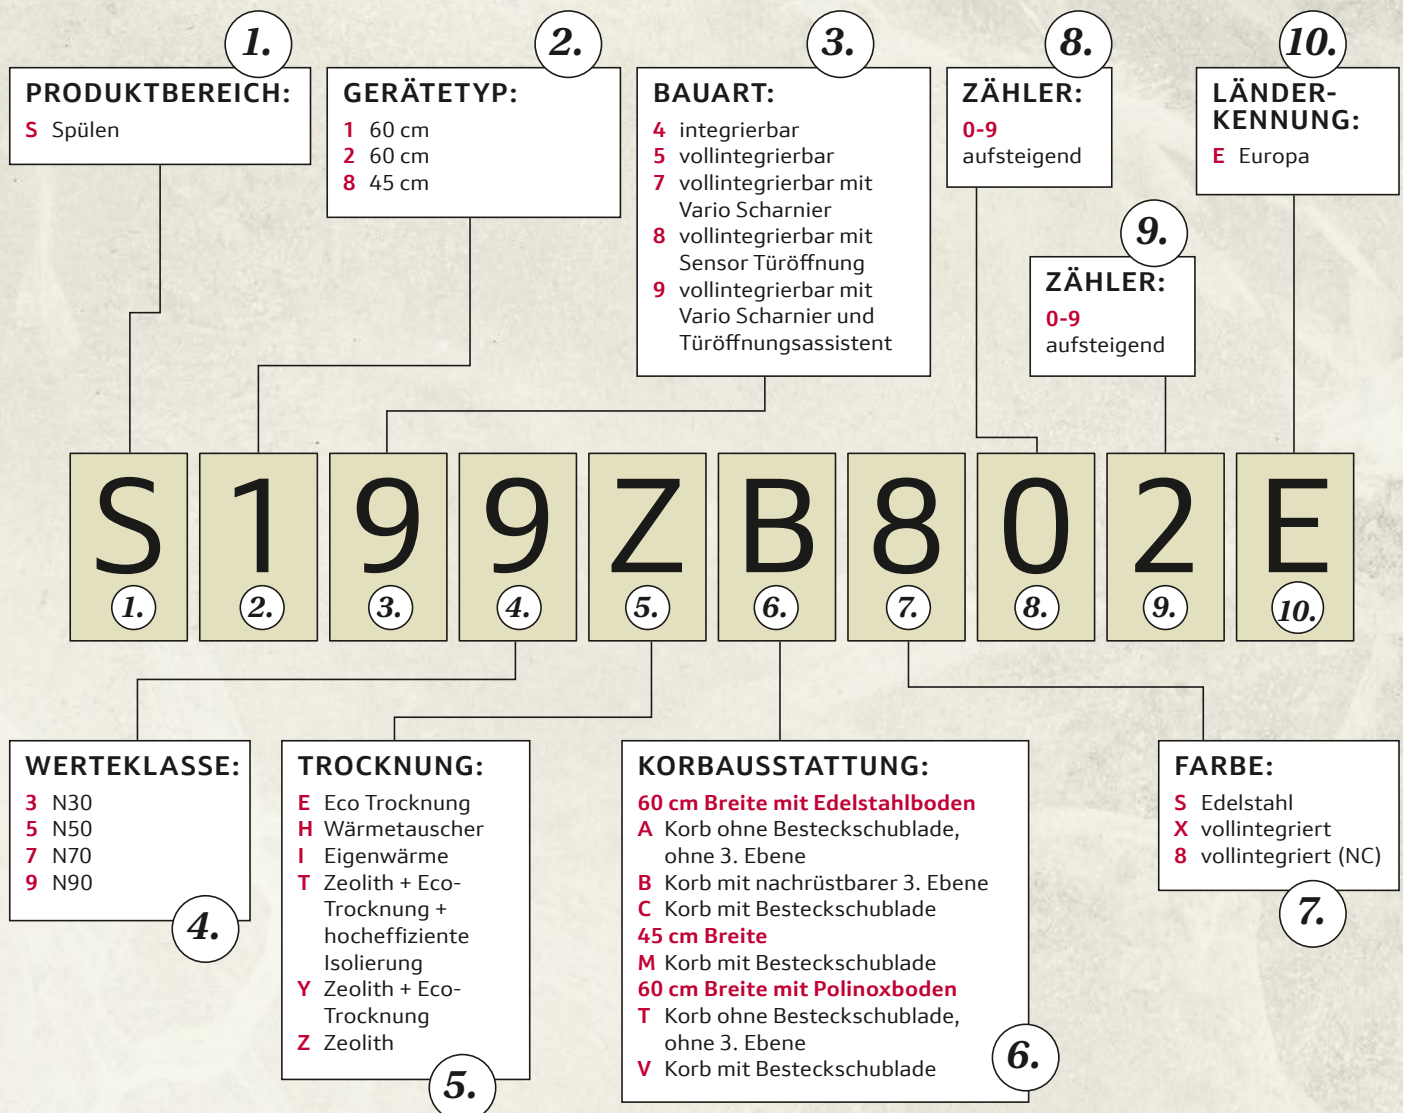 1.
PRODUKTBEREICH:
S Spülen
2.
GERÄTETYP:
1 60 cm
2 60 cm
8 45 cm
3.
BAUART:
4 integrierbar
5 vollintegrierbar
7 vollintegrierbar mit
Vario Scharnier
8 vollintegrierbar mit
Sensor Türöffnung
9 vollintegrierbar mit
Vario Scharnier und
Türöffnungsassistent
8.
ZÄHLER:
0-9
aufsteigend
10.
LÄNDER-
KENNUNG:
E Europa
9.
ZÄHLER:
0-9
aufsteigend
S 1 9 9 Z B 8 0 2 E
1. 2. 3. 4. 5. 6. 7. 8. 9. 10.
WERTEKLASSE:
3 N30
5 N50
7 N70
9 N90
4.
TROCKNUNG:
E Eco Trocknung
H Wärmetauscher
I Eigenwärme
T Zeolith + Eco-
Trocknung +
hocheffiziente
Isolierung
Y Zeolith + Eco-
Trocknung
Z Zeolith
5.
KORBAUSSTATTUNG:
60 cm Breite mit Edelstahlboden
A Korb ohne Besteckschublade,
ohne 3. Ebene
B Korb mit nachrüstbarer 3. Ebene
C Korb mit Besteckschublade
45 cm Breite
M Korb mit Besteckschublade
60 cm Breite mit Polinoxboden
T Korb ohne Besteckschublade,
ohne 3. Ebene
V Korb mit Besteckschublade
6.
FARBE:
S Edelstahl
X vollintegriert
8 vollintegriert (NC)
7.